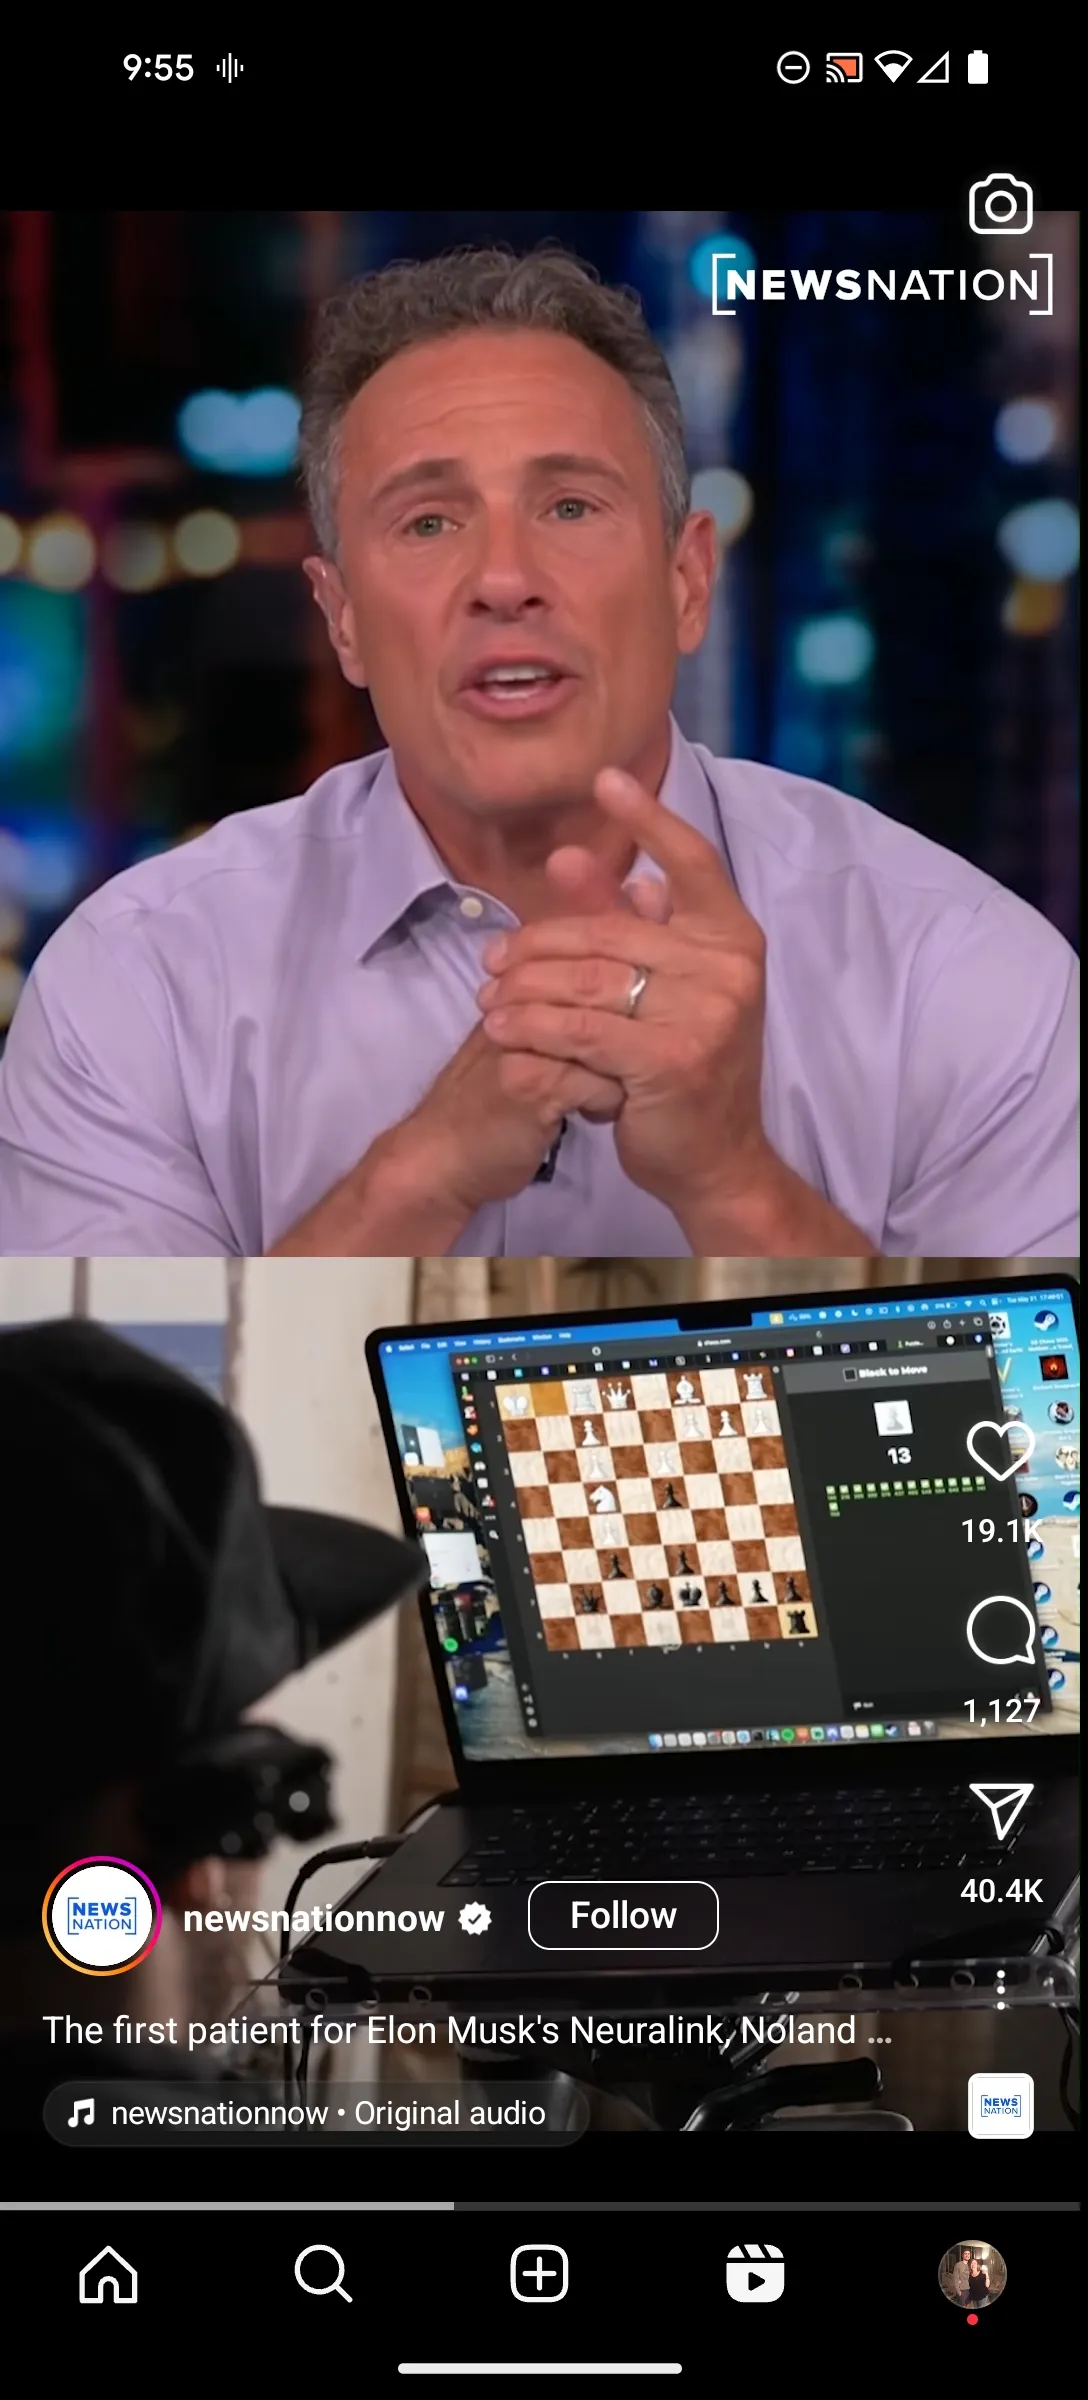 9:55
[NEWSNATION]
Black to Move
13
19.1K
1,127
40.4K
NEWS
NATION
newsnationnow
Follow
The first patient for Elon Musk's Neuralink, Noland ...
newsnationnow • Original audio
NEWS
NATION